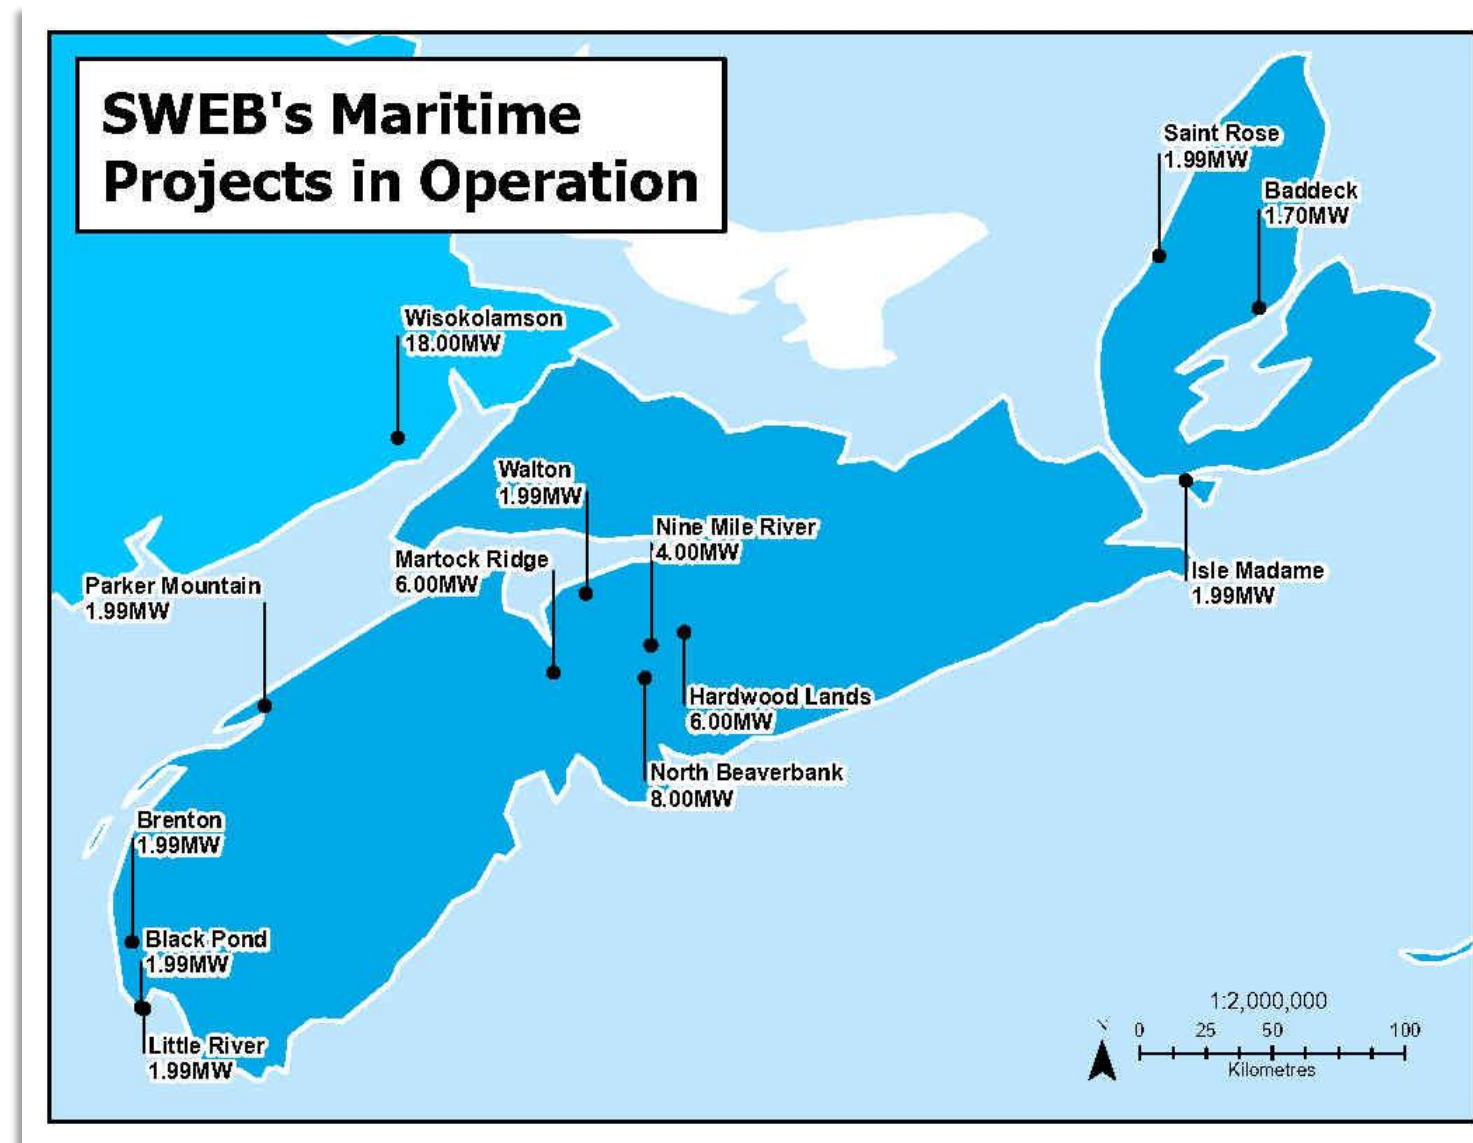 SWEB's Maritime
Projects in Operation
Saint Rose
1.99MW
Baddeck
1.70MW
Wisokolamson
18.00MW
Walton
1.99MW
Nine Mile River
4.00MW
Martock Ridge
6.00MW
Isle Madame
1.99MW
Parker Mountain
1.99MW
Hardwood Lands
6.00MW
North Beaverbank
8.00MW
Brenton
1.99MW
Black Pond
1.99MW
Little River
1.99MW
1:2,000,000
N 0 25 50 100
Kilometres